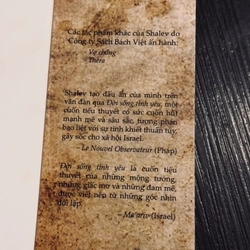 Các tác phẩm khác của Shalev do
Công ty Sách Bách Việt ấn hành:
- Vợ chồng
- Thera
Shalev tạo dấu ấn của mình trên
văn đàn qua Đời sống tình yêu, một
cuốn tiểu thuyết có sức cuốn hút
mạnh mẽ và sâu sắc, tương phản
bạo liệt với sự tinh khiết thuần túy,
gây sốc cho xã hội Israel.
- Le Nouvel Observateur (Pháp)
Đời sống tình yêu là cuốn tiểu
thuyết của những mộng tưởng,
những giấc mơ và những đam mê,
được viết nên từ những góc nhìn
đối lập.
- Ma'ariv (Israel)